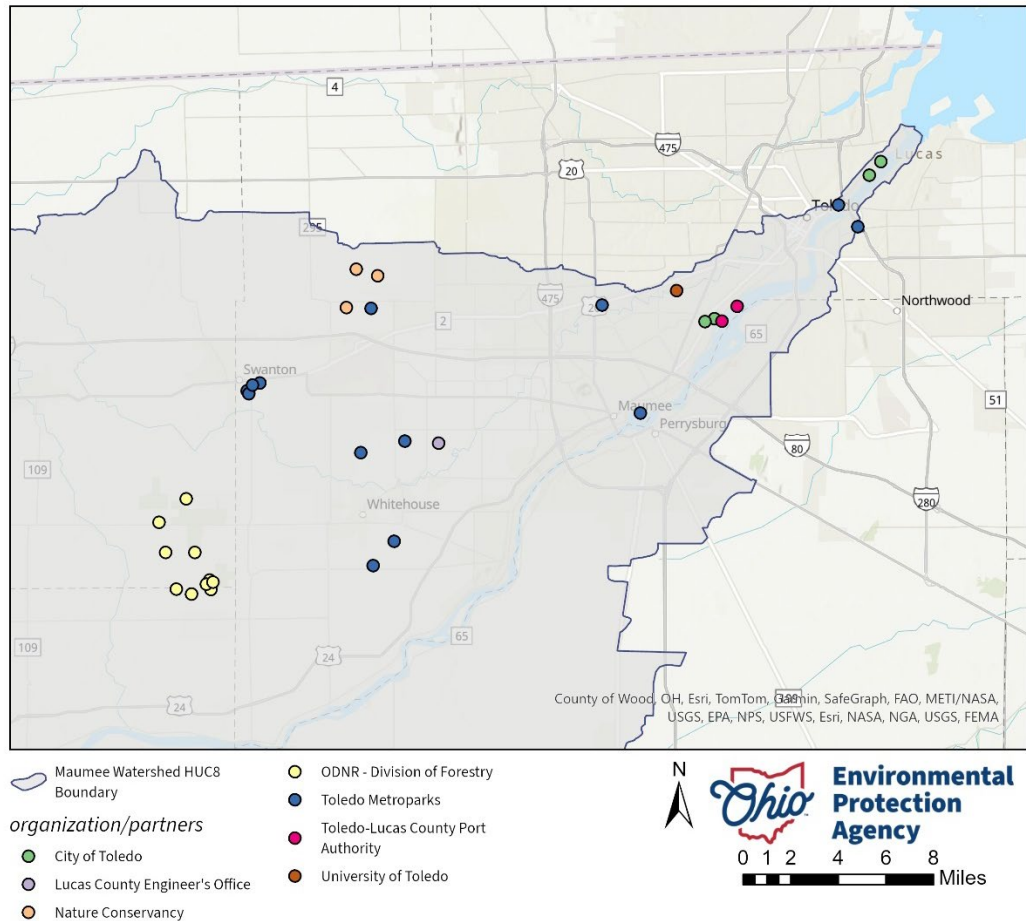 4
475
20
Lucas
Toledo
295
475
2
65
Northwood
Swanton
51
Maumee
Perrysburg
80
109
Whitehouse
280
109
65
24
24
County of Wood, OH, Esri, TomTom, Garmin, SafeGraph, FAO, METI/NASA,
USGS, EPA, NPS, USFWS, Esri, NASA, NGA, USGS, FEMA
Maumee Watershed HUC8
Boundary
organization/partners
City of Toledo
Lucas County Engineer's Office
Nature Conservancy
ODNR - Division of Forestry
Toledo Metroparks
Toledo-Lucas County Port
Authority
University of Toledo
N
Ohio
Environmental
Protection
Agency
0 1 2 4 6 8
Miles